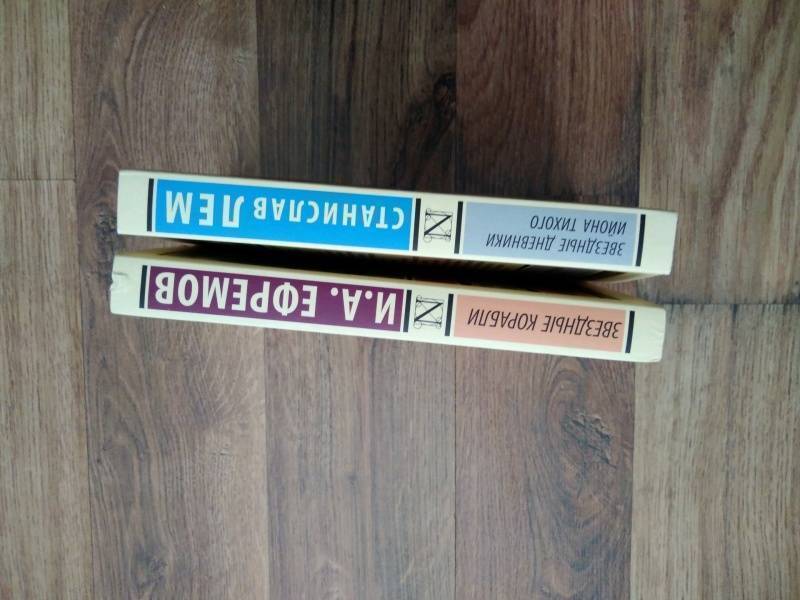 И.А. ЕФРЕМОВ
ЗВЕЗДНЫЕ КОРАБЛИ
СТАНИСЛАВ ЛЕМ
ЗВЕЗДНЫЕ ДНЕВНИКИ
ИЙОНА ТИХОГО